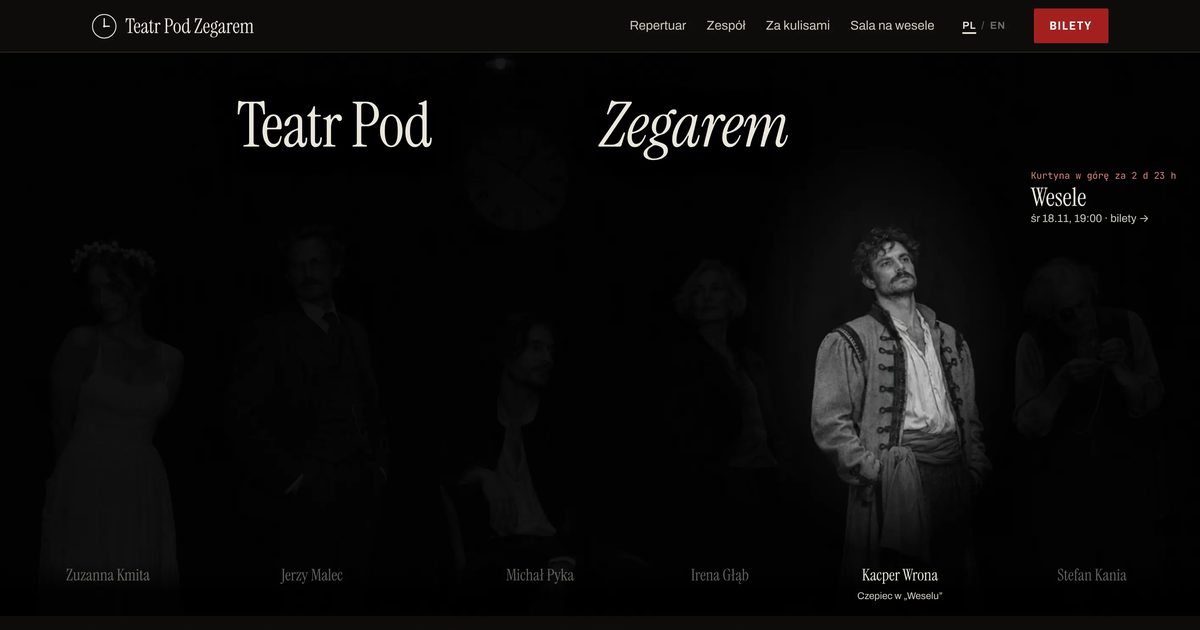 Teatr Pod Zegarem
Repertuar Zespół Za kulisami Sala na wesele PL / EN BILETY
Teatr Pod Zegarem
Kurtyna w górę za 2 d 23 h
Wesele
śr 18.11, 19:00 · bilety →
Zuzanna Kmita
Jerzy Malec
Michał Pyka
Irena Głąb
Kacper Wrona
Czepiec w „Weselu”
Stefan Kania